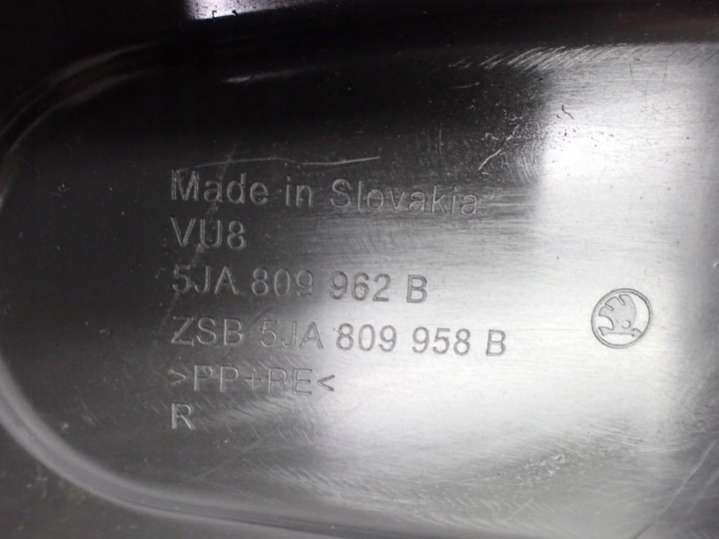 Made in Slovakia
VU8
5JA 809 962 B
ZSB 5JA 809 958 B
>PP+PE<
R